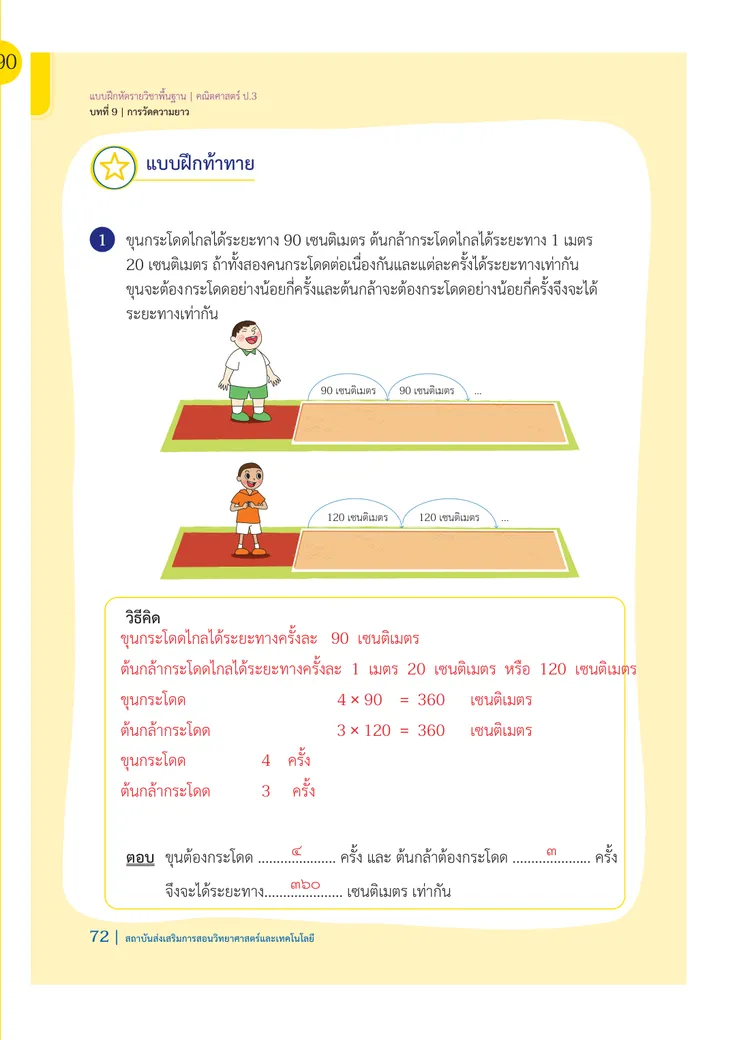 90
แบบฝึกหัดรายวิชาพื้นฐาน | คณิตศาสตร์ ป.3
บทที่ 9 | การวัดความยาว
แบบฝึกท้าทาย
1 ขุนกระโดดไกลได้ระยะทาง 90 เซนติเมตร ต้นกล้ากระโดดไกลได้ระยะทาง 1 เมตร
20 เซนติเมตร ถ้าทั้งสองคนกระโดดต่อเนื่องกันและแต่ละครั้งได้ระยะทางเท่ากัน
ขุนจะต้องกระโดดอย่างน้อยกี่ครั้งและต้นกล้าจะต้องกระโดดอย่างน้อยกี่ครั้งจึงจะได้
ระยะทางเท่ากัน
90 เซนติเมตร 90 เซนติเมตร ...
120 เซนติเมตร 120 เซนติเมตร ...
วิธีคิด
ขุนกระโดดไกลได้ระยะทางครั้งละ 90 เซนติเมตร
ต้นกล้ากระโดดไกลได้ระยะทางครั้งละ 1 เมตร 20 เซนติเมตร หรือ 120 เซนติเมตร
ขุนกระโดด 4 × 90 = 360 เซนติเมตร
ต้นกล้ากระโดด 3 × 120 = 360 เซนติเมตร
ขุนกระโดด 4 ครั้ง
ต้นกล้ากระโดด 3 ครั้ง
ตอบ ขุนต้องกระโดด ........๔........ ครั้ง และ ต้นกล้าต้องกระโดด ........๓........ ครั้ง
จึงจะได้ระยะทาง........๓๖๐........ เซนติเมตร เท่ากัน
72 | สถาบันส่งเสริมการสอนวิทยาศาสตร์และเทคโนโลยี